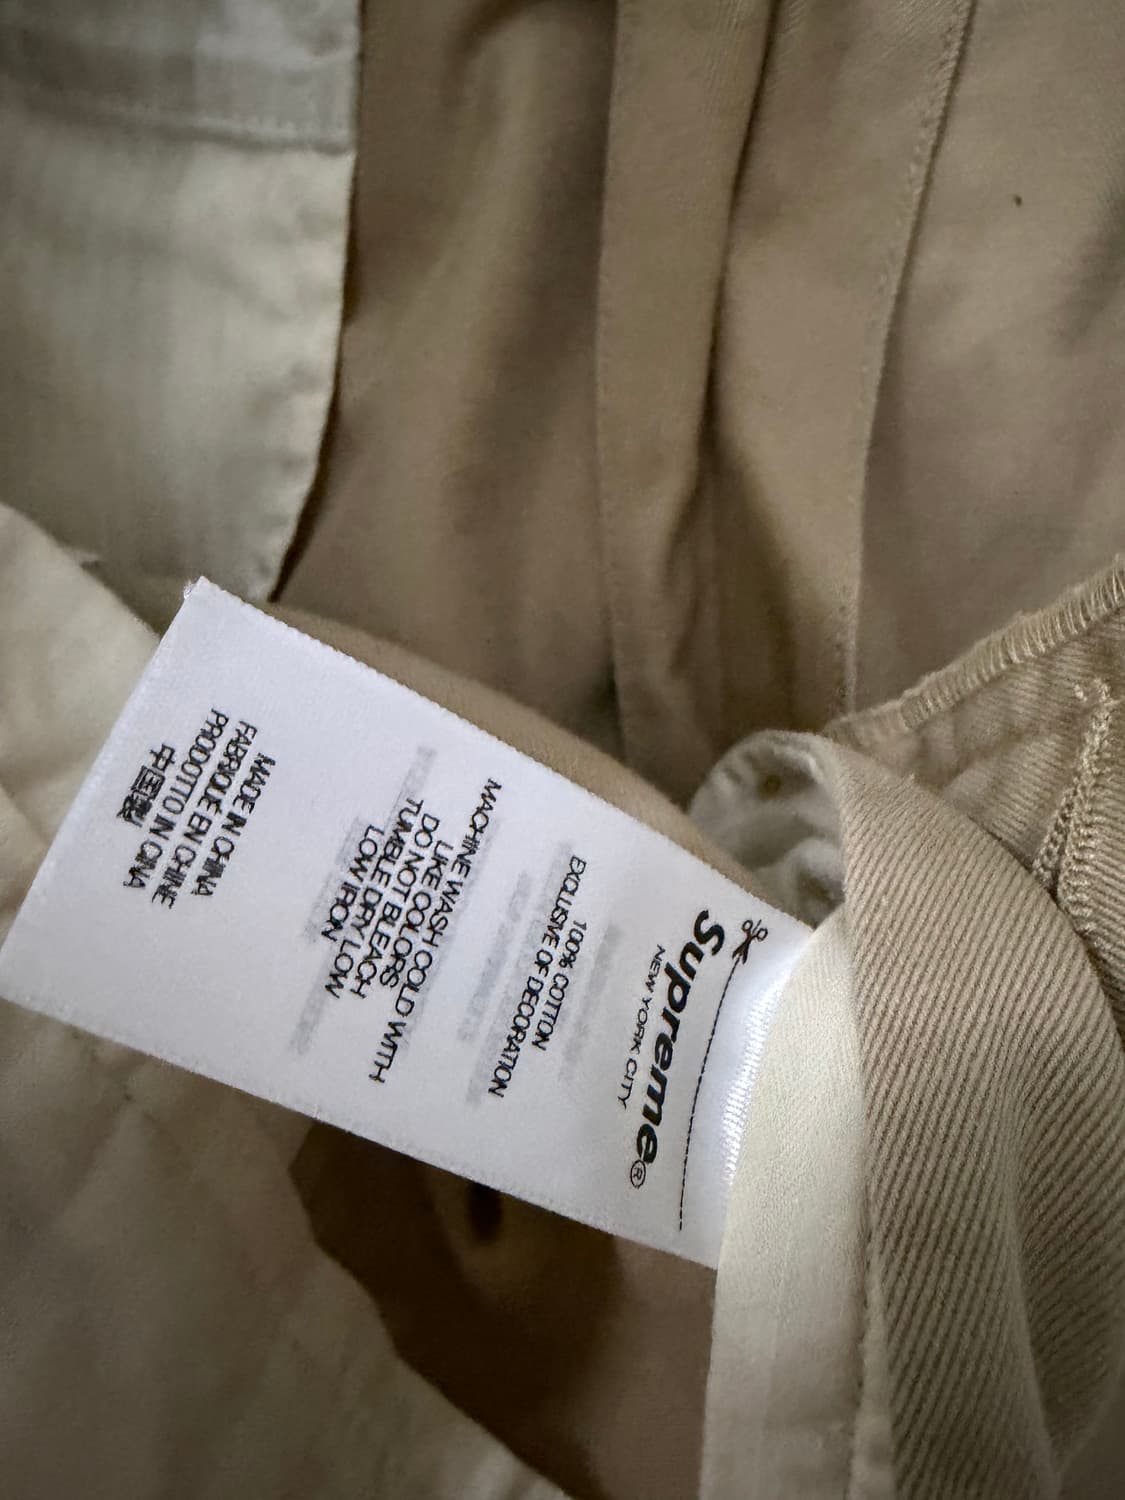 Supreme®
NEW YORK CITY
100% COTTON
EXCLUSIVE OF DECORATION
MACHINE WASH COLD WITH
LIKE COLORS
DO NOT BLEACH
TUMBLE DRY LOW
LOW IRON
MADE IN CHINA
FABRIQUÉ EN CHINE
PRODOTTO IN CINA
中国製